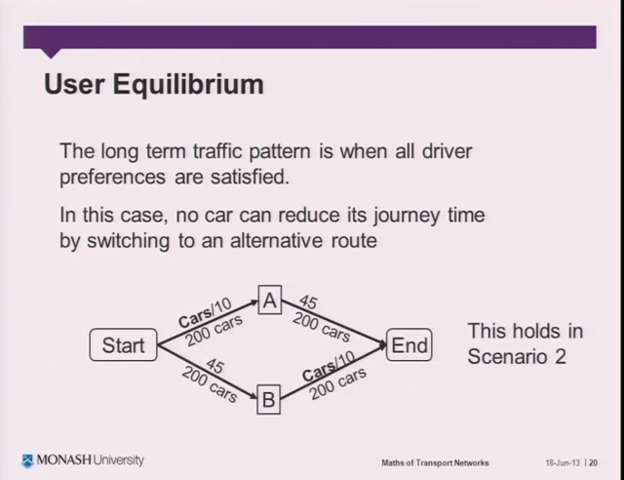 User Equilibrium
The long term traffic pattern is when all driver
preferences are satisfied.
In this case, no car can reduce its journey time
by switching to an alternative route
Cars/10
200 cars
A
45
200 cars
Start
End
45
200 cars
B
Cars/10
200 cars
This holds in
Scenario 2
MONASH University
Maths of Transport Networks
18-Jun-13 | 20